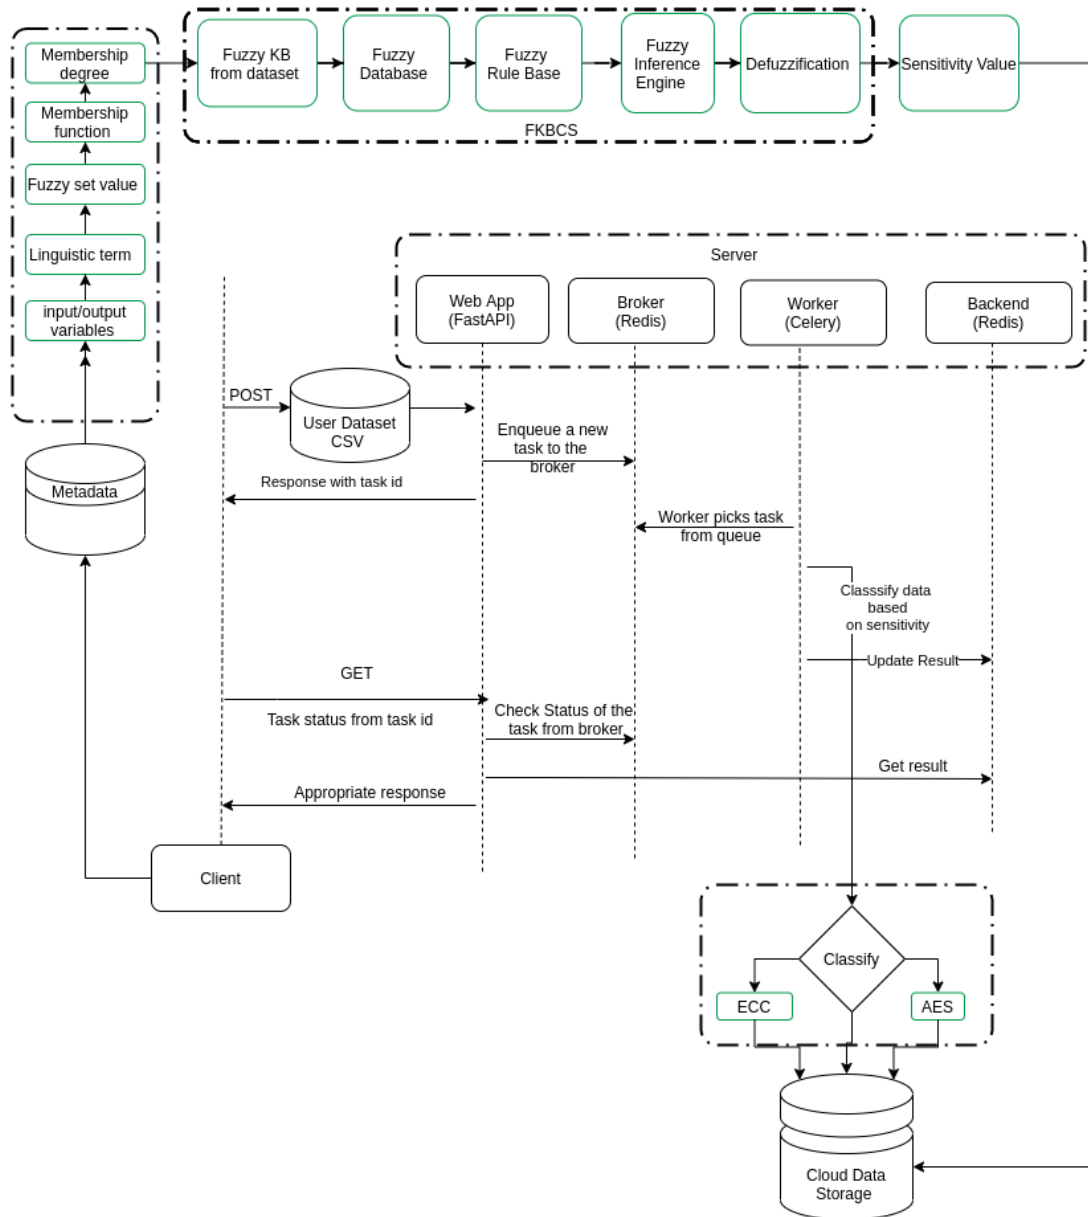 Membership
degree
Fuzzy KB
from dataset
Fuzzy
Database
Fuzzy
Rule Base
Fuzzy
Inference
Engine
Defuzzification
Sensitivity Value
FKBCS
Membership
function
Fuzzy set value
Linguistic term
input/output
variables
Metadata
Server
Web App
(FastAPI)
Broker
(Redis)
Worker
(Celery)
Backend
(Redis)
POST
User Dataset
CSV
Enqueue a new
task to the
broker
Response with task id
Worker picks task
from queue
Classsify data
based
on sensitivity
Update Result
GET
Task status from task id
Check Status of the
task from broker
Get result
Appropriate response
Client
Classify
ECC
AES
Cloud Data
Storage